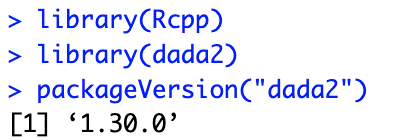 > library(Rcpp)
> library(dada2)
> packageVersion("dada2")
[1] ‘1.30.0’